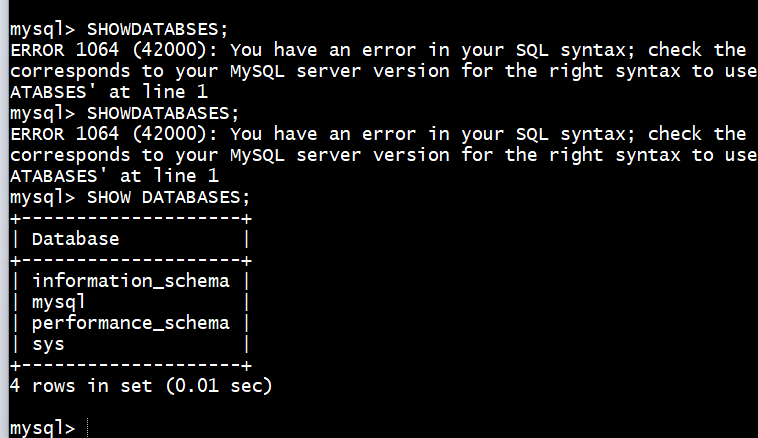 mysql> SHOWDATABSES;
ERROR 1064 (42000): You have an error in your SQL syntax; check the
corresponds to your MySQL server version for the right syntax to use
ATABSES' at line 1
mysql> SHOWDATABASES;
ERROR 1064 (42000): You have an error in your SQL syntax; check the
corresponds to your MySQL server version for the right syntax to use
ATABASES' at line 1
mysql> SHOW DATABASES;
+--------------------+
| Database           |
+--------------------+
| information_schema |
| mysql              |
| performance_schema |
| sys                |
+--------------------+
4 rows in set (0.01 sec)
mysql>